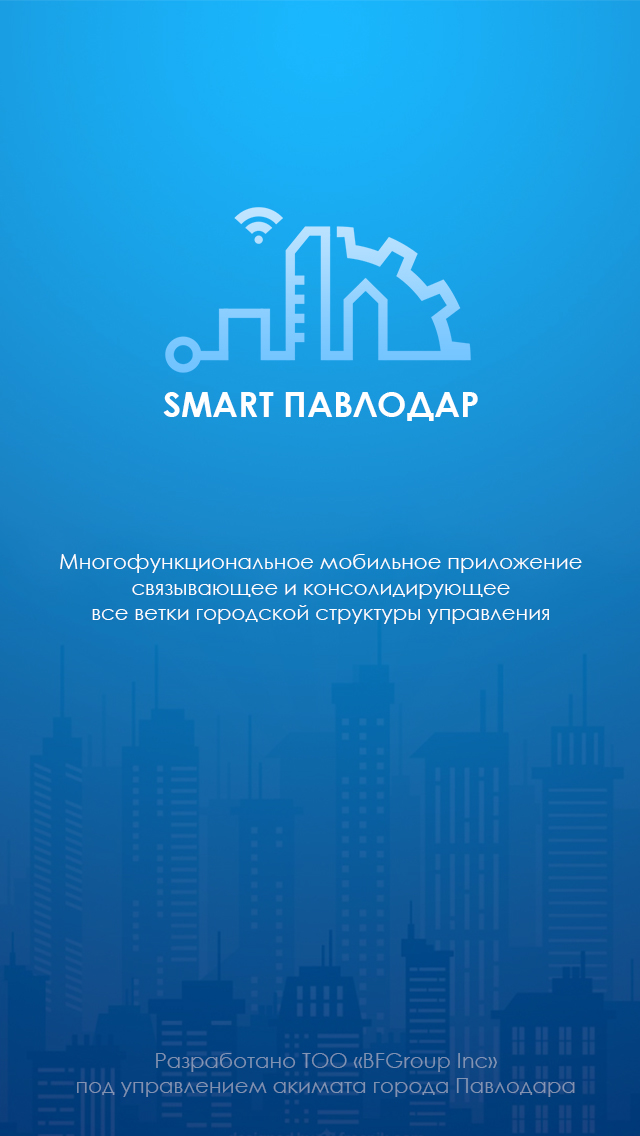 SMART ПАВЛОДАР
Многофункциональное мобильное приложение
связывающее и консолидирующее
все ветки городской структуры управления
Разработано ТОО «BFGroup Inc»
под управлением акимата города Павлодара